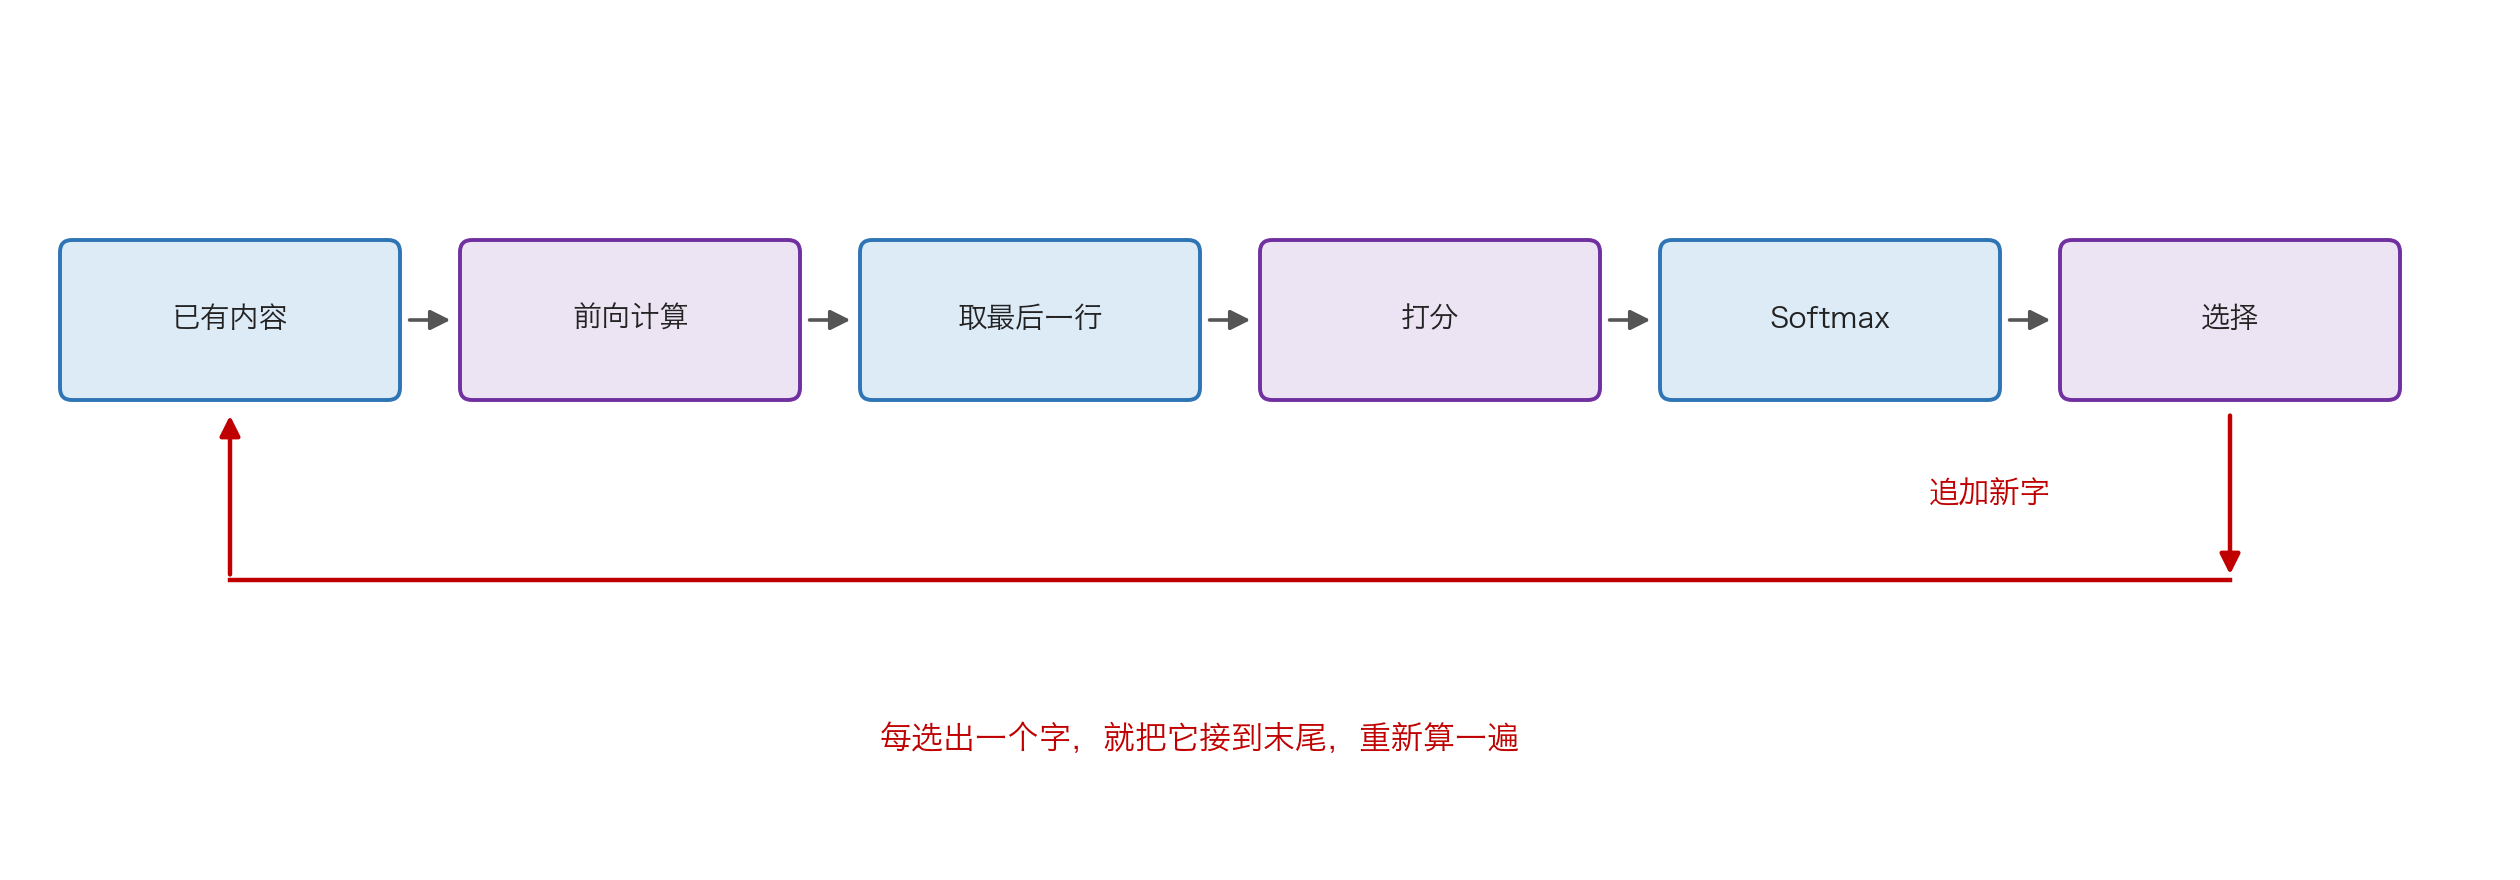 已有内容
前向计算
取最后一行
打分
Softmax
选择
追加新字
每选出一个字，就把它接到末尾，重新算一遍